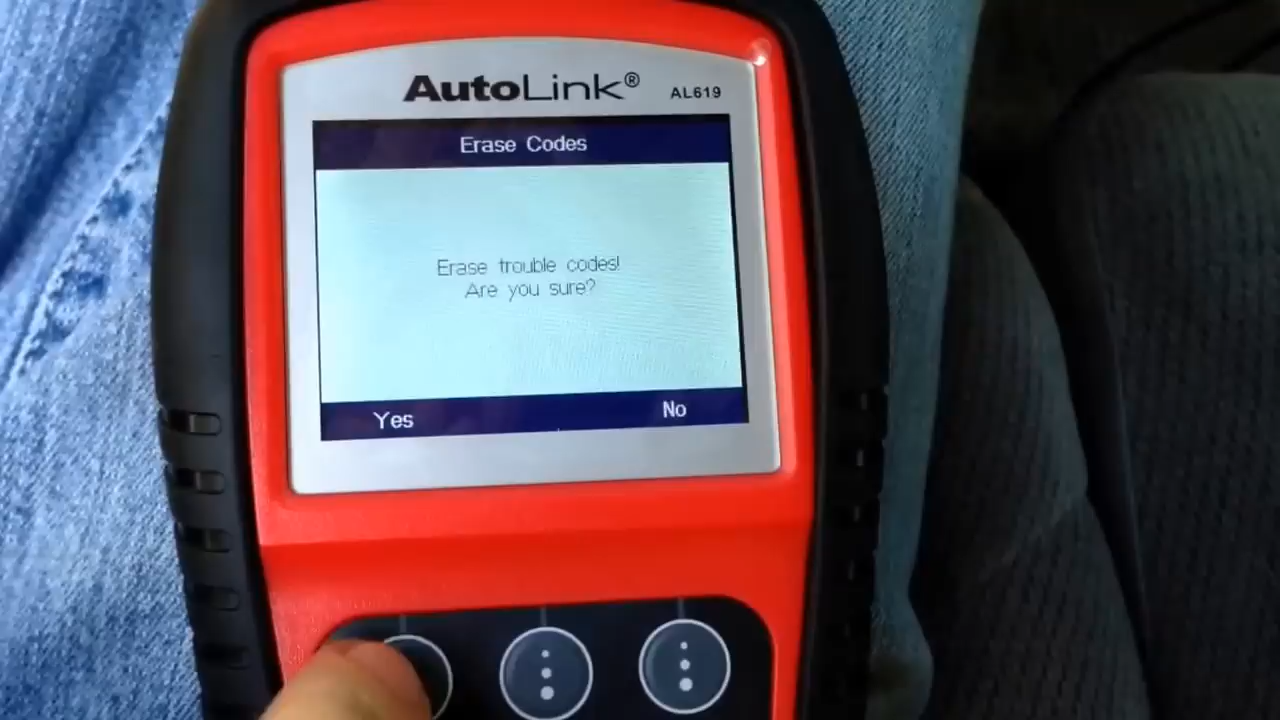 AutoLink®
AL619
Erase Codes
Erase trouble codes!
Are you sure?
Yes
No